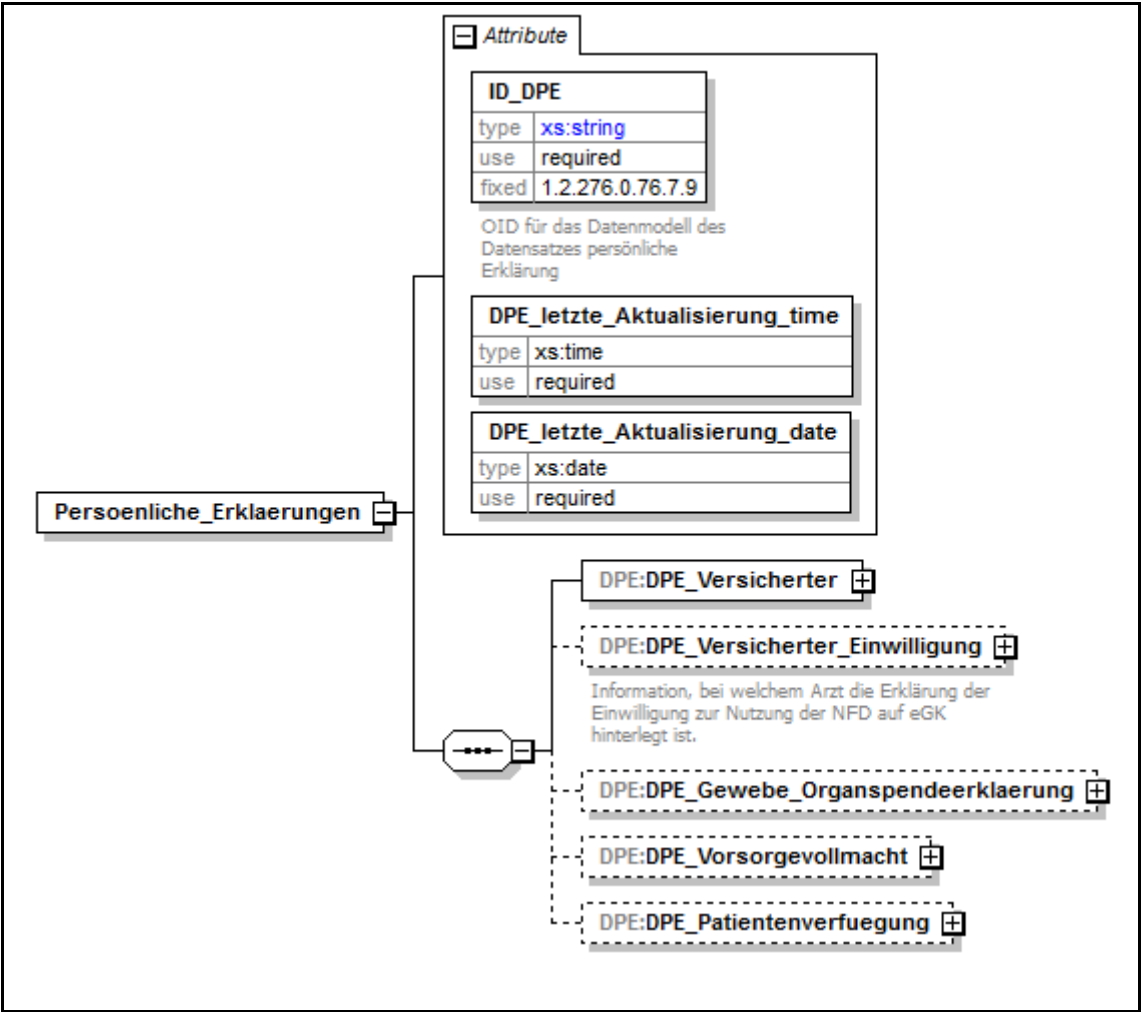 Attribute
ID_DPE
type xs:string
use required
fixed 1.2.276.0.76.7.9
OID für das Datenmodell des
Datensatzes persönliche
Erklärung
DPE_letzte_Aktualisierung_time
type xs:time
use required
DPE_letzte_Aktualisierung_date
type xs:date
use required
Persoenliche_Erklaerungen
DPE:DPE_Versicherter
DPE:DPE_Versicherter_Einwilligung
Information, bei welchem Arzt die Erklärung der
Einwilligung zur Nutzung der NFD auf eGK
hinterlegt ist.
DPE:DPE_Gewebe_Organspendeerklaerung
DPE:DPE_Vorsorgevollmacht
DPE:DPE_Patientenverfuegung